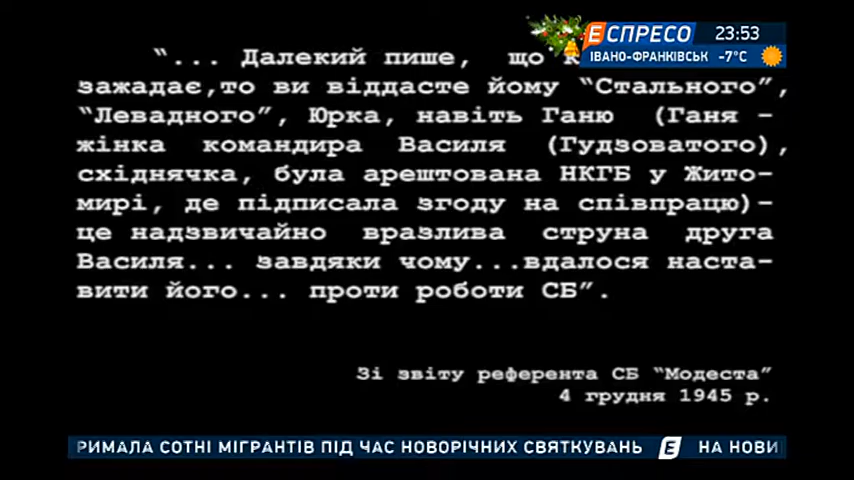 ЕСПРЕСО 23:53
ІВАНО-ФРАНКІВСЬК -7°C
“... Далекий пише, що
зажадає,то ви віддасте йому “Стального”,
“Левадного”, Юрка, навіть Ганю (Ганя –
жінка командира Василя (Гудзоватого),
східнячка, була арештована НКГБ у Жито-
мирі, де підписала згоду на співпрацю)–
це надзвичайно вразлива струна друга
Василя... завдяки чому...вдалося наста-
вити його... проти роботи СБ”.
Зі звіту референта СБ “Модеста”
4 грудня 1945 р.
РИМАЛА СОТНІ МІГРАНТІВ ПІД ЧАС НОВОРІЧНИХ СВЯТКУВАНЬ Е НА НОВИ